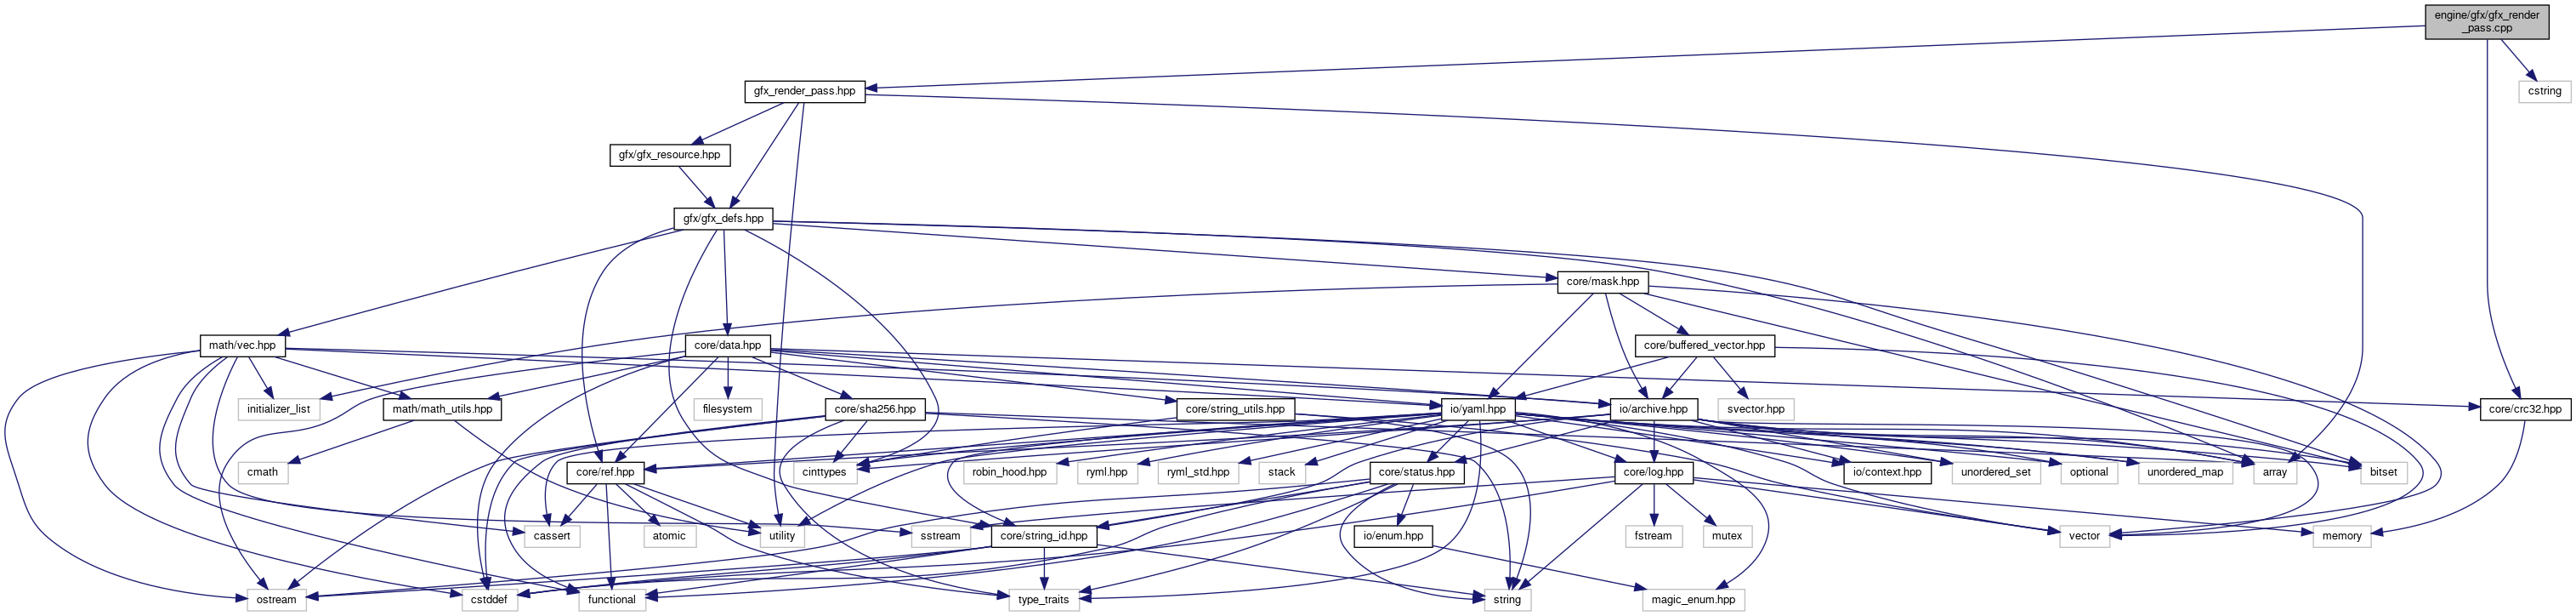 engine/gfx/gfx_render
_pass.cpp
gfx_render_pass.hpp
cstring
gfx/gfx_resource.hpp
gfx/gfx_defs.hpp
core/mask.hpp
math/vec.hpp
core/data.hpp
core/buffered_vector.hpp
initializer_list
math/math_utils.hpp
filesystem
core/sha256.hpp
core/string_utils.hpp
io/yaml.hpp
io/archive.hpp
svector.hpp
core/crc32.hpp
cmath
core/ref.hpp
cinttypes
robin_hood.hpp
ryml.hpp
ryml_std.hpp
stack
core/status.hpp
core/log.hpp
io/context.hpp
unordered_set
optional
unordered_map
array
bitset
cassert
atomic
utility
sstream
core/string_id.hpp
io/enum.hpp
fstream
mutex
vector
memory
ostream
cstddef
functional
type_traits
string
magic_enum.hpp